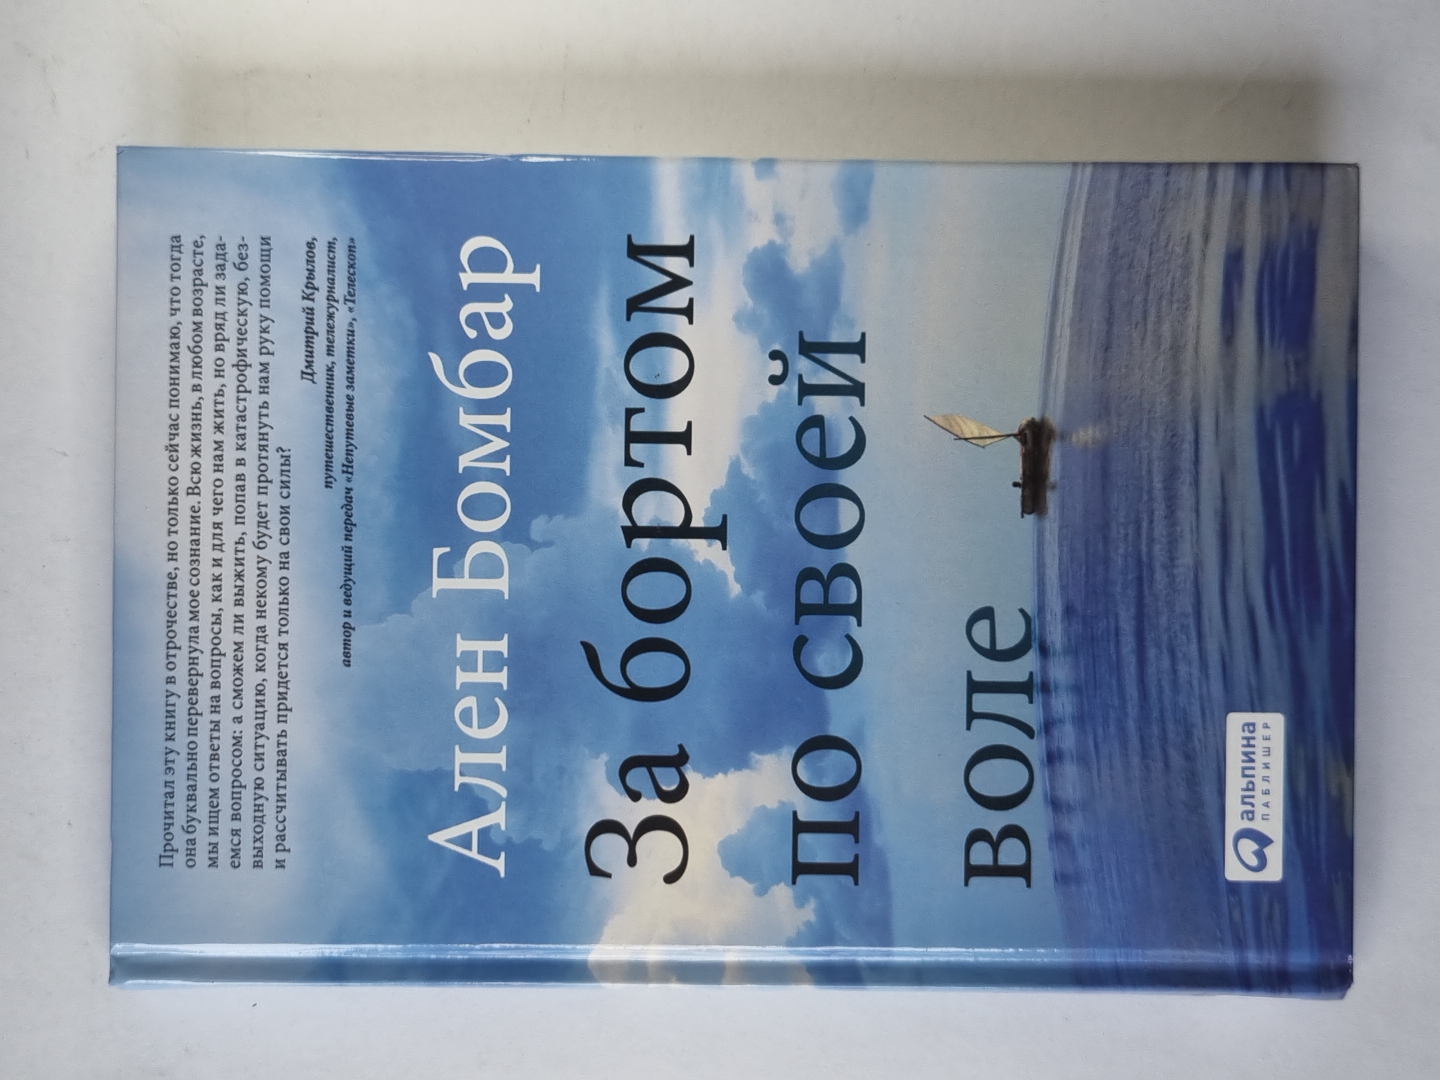 Прочитал эту книгу в отрочестве, но только сейчас понимаю, что тогда
она буквально перевернула мое сознание. Всю жизнь, в любом возрасте,
мы ищем ответы на вопросы, как и для чего нам жить, но вряд ли зада-
емся вопросом: а сможем ли выжить, попав в катастрофическую, без-
выходную ситуацию, когда некому будет протянуть нам руку помощи
и рассчитывать придется только на свои силы?
Дмитрий Крылов,
путешественник, тележурналист,
автор и ведущий передач «Непутевые заметки», «Телескоп»
Ален Бомбар
За бортом
по своей
воле
альпина
ПАБЛИШЕР